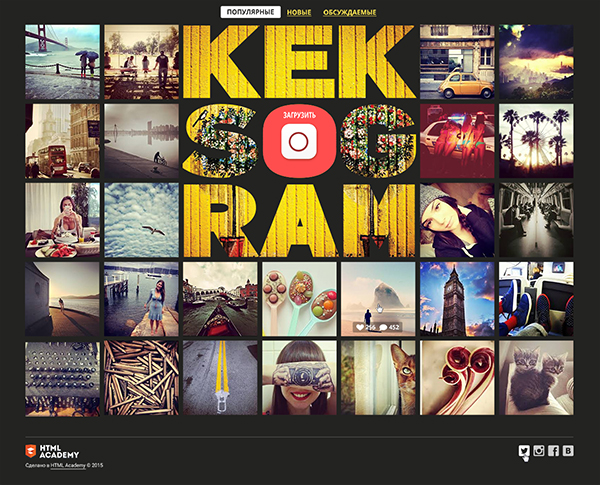 ПОПУЛЯРНЫЕ НОВЫЕ ОБСУЖДАЕМЫЕ
KEK
S G
ЗАГРУЗИТЬ
RAM
256 452
HTML
ACADEMY
Сделано в HTML Academy © 2015